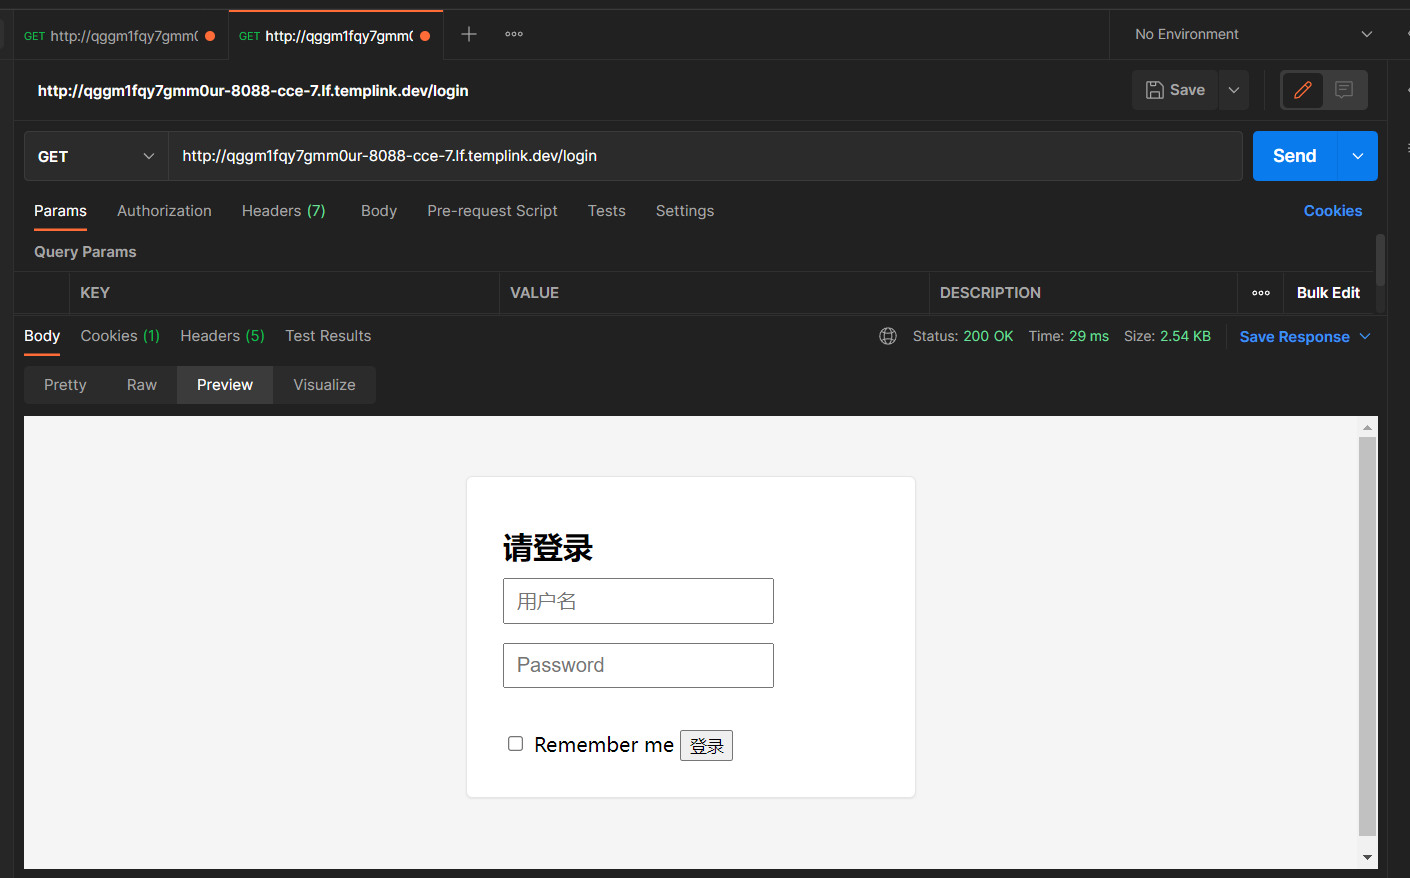 GET http://qggm1fqy7gmm0 GET http://qggm1fqy7gmm0 No Environment
http://qggm1fqy7gmm0ur-8088-cce-7.lf.templink.dev/login Save
GET http://qggm1fqy7gmm0ur-8088-cce-7.lf.templink.dev/login Send
Params Authorization Headers (7) Body Pre-request Script Tests Settings Cookies
Query Params
KEY VALUE DESCRIPTION Bulk Edit
Body Cookies (1) Headers (5) Test Results Status: 200 OK Time: 29 ms Size: 2.54 KB Save Response
Pretty Raw Preview Visualize
请登录
用户名
Password
Remember me 登录